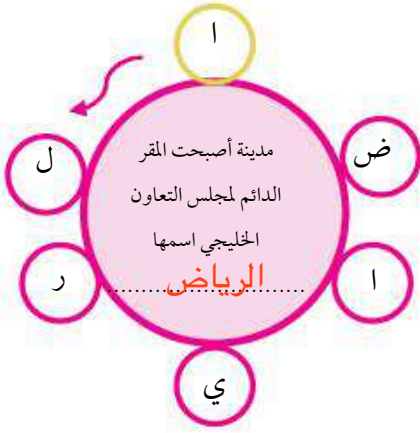 ا
ل
ر
ي
ا
ض
مدينة أصبحت المقر
الدائم لمجلس التعاون
الخليجي اسمها
الرياض